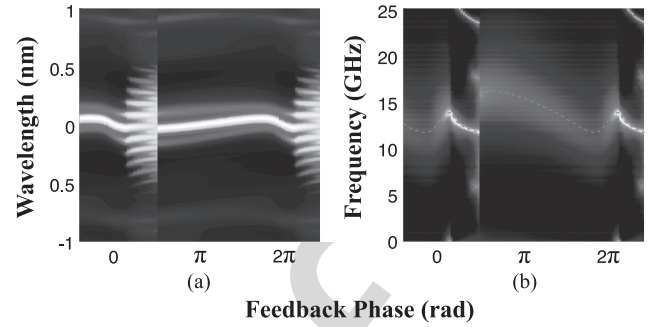 Wavelength (nm)
1
0.5
0
0.5
-1
0
π
2π
(a)
Frequency (GHz)
25
20
15
10
5
0
0
π
2π
(b)
Feedback Phase (rad)